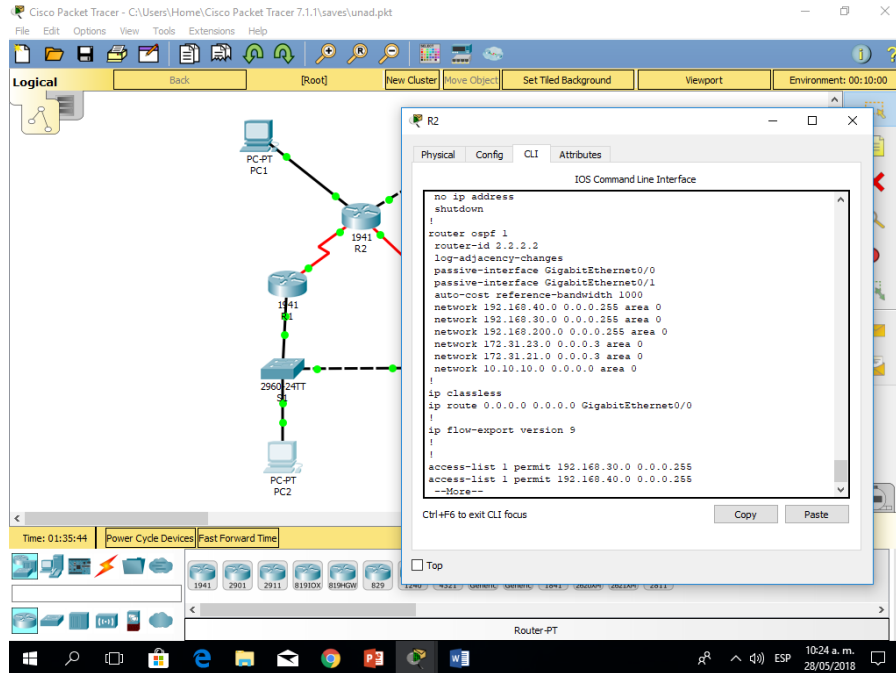 Cisco Packet Tracer - C:\Users\Home\Cisco Packet Tracer 7.1.1\saves\unad.pkt
File Edit Options View Tools Extensions Help
Logical Back [Root] New Cluster Move Object Set Tiled Background Viewport Environment: 00:10:00
PC-PT
PC1
1941
R2
1941
R1
2960-24TT
S1
PC-PT
PC2
R2
Physical Config CLI Attributes
IOS Command Line Interface
no ip address
shutdown
!
router ospf 1
router-id 2.2.2.2
log-adjacency-changes
passive-interface GigabitEthernet0/0
passive-interface GigabitEthernet0/1
auto-cost reference-bandwidth 1000
network 192.168.40.0 0.0.0.255 area 0
network 192.168.30.0 0.0.0.255 area 0
network 192.168.200.0 0.0.0.255 area 0
network 172.31.23.0 0.0.0.3 area 0
network 172.31.21.0 0.0.0.3 area 0
network 10.10.10.0 0.0.0.0 area 0
!
ip classless
ip route 0.0.0.0 0.0.0.0 GigabitEthernet0/0
!
ip flow-export version 9
!
!
access-list 1 permit 192.168.30.0 0.0.0.255
access-list 1 permit 192.168.40.0 0.0.0.255
--More--
Ctrl+F6 to exit CLI focus Copy Paste
Top
Time: 01:35:44 Power Cycle Devices Fast Forward Time
1941 2901 2911 819IOX 819HGW 829
Router-PT
ESP 10:24 a. m.
28/05/2018